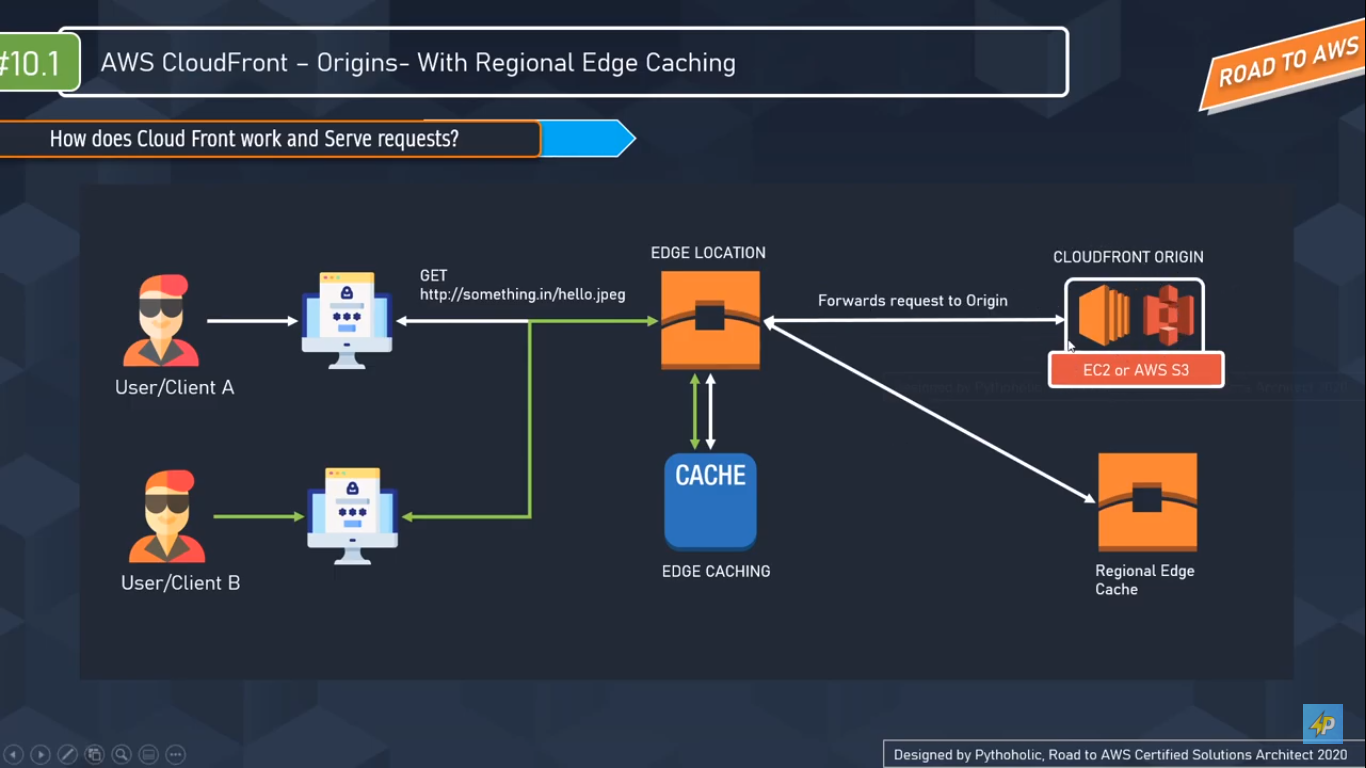 #10.1
AWS CloudFront – Origins- With Regional Edge Caching
ROAD TO AWS
How does Cloud Front work and Serve requests?
EDGE LOCATION
CLOUDFRONT ORIGIN
GET
http://something.in/hello.jpeg
Forwards request to Origin
EC2 or AWS S3
User/Client A
CACHE
EDGE CACHING
Regional Edge
Cache
User/Client B
P
Designed by Pythoholic, Road to AWS Certified Solutions Architect 2020